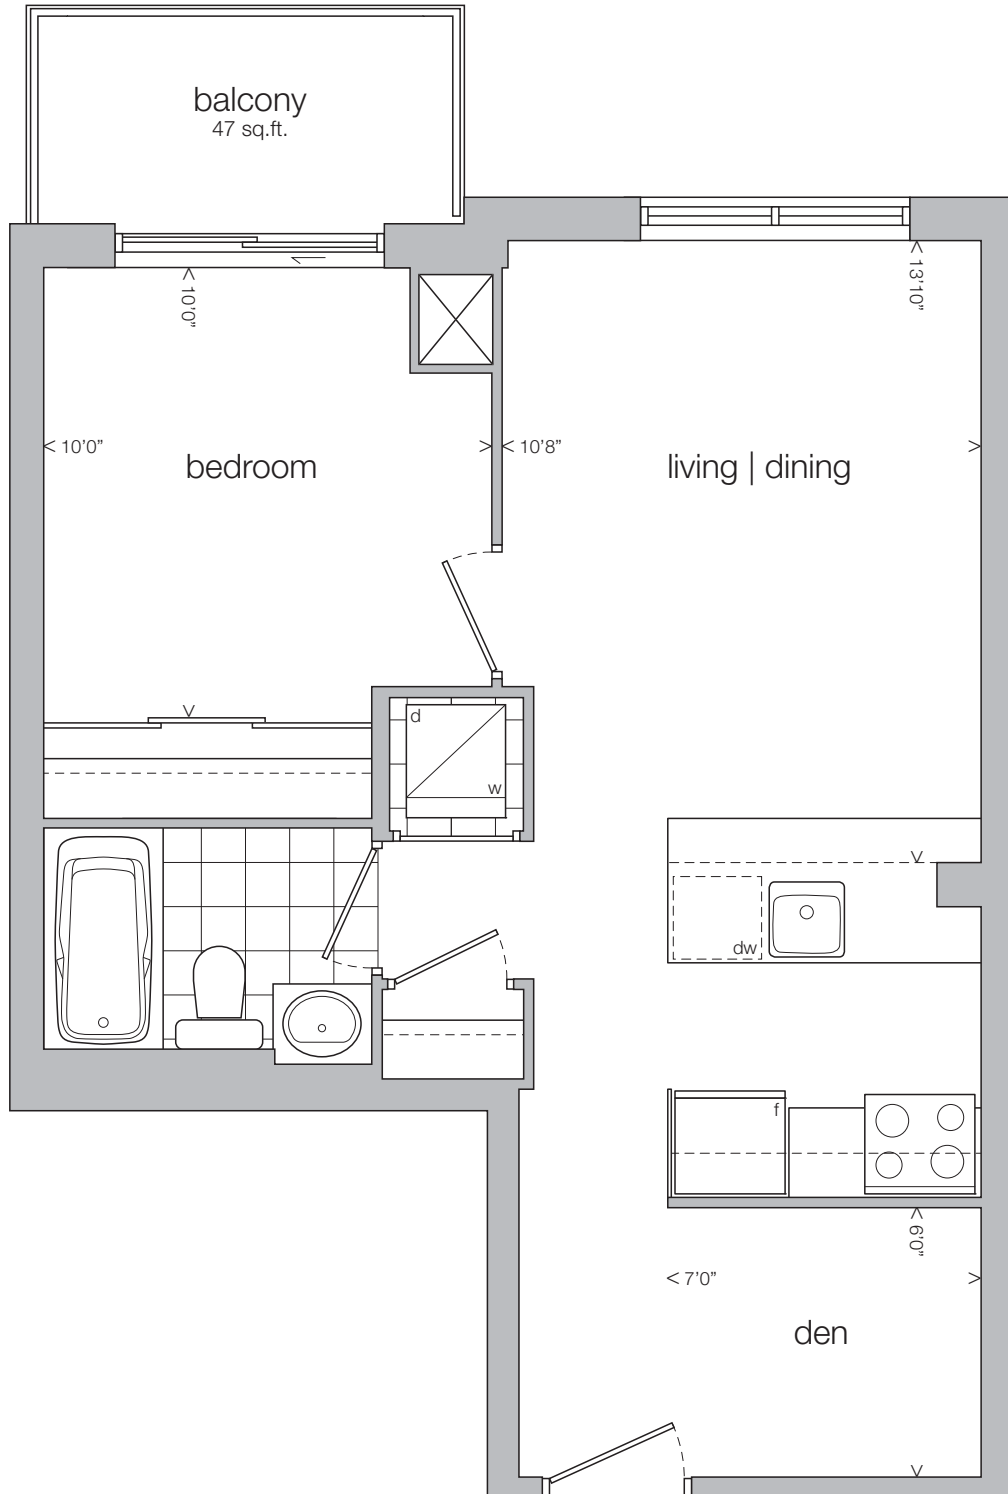 balcony
47 sq.ft.
10'0”
13'10”
10'0”
10'8”
bedroom
living | dining
d
w
dw
f
6'0”
7'0”
den